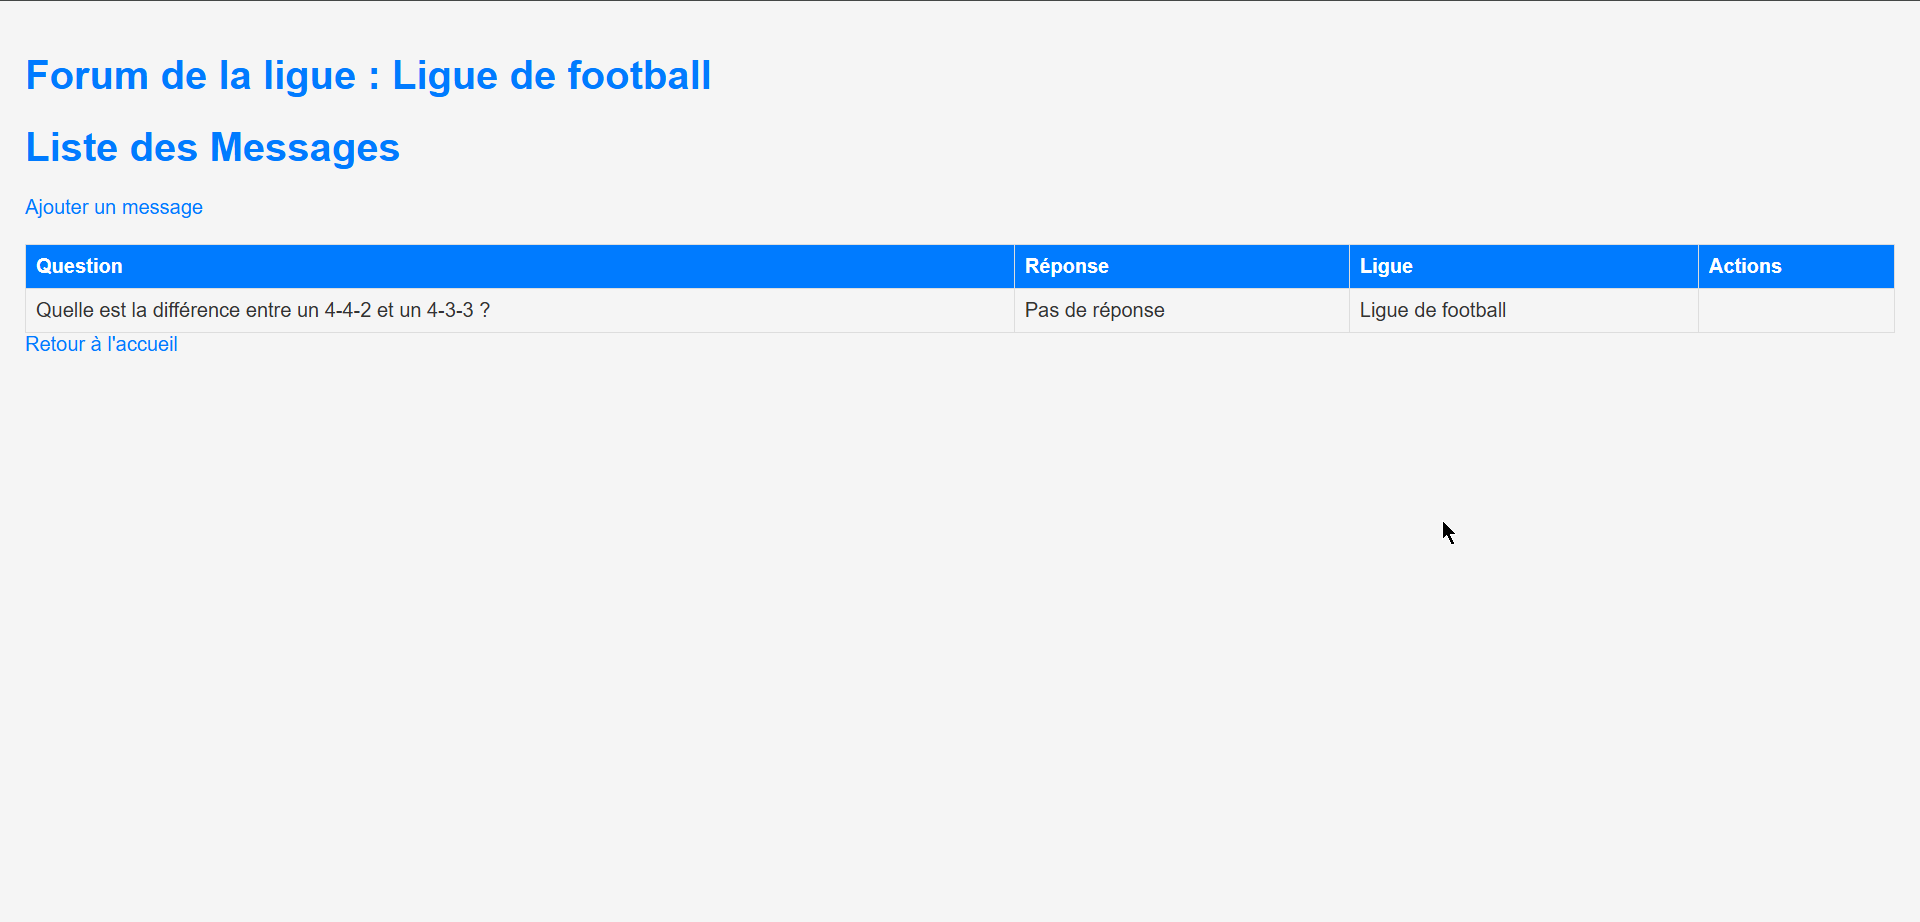 Forum de la ligue : Ligue de football
Liste des Messages
Ajouter un message
Question Réponse Ligue Actions
Quelle est la différence entre un 4-4-2 et un 4-3-3 ? Pas de réponse Ligue de football
Retour à l'accueil